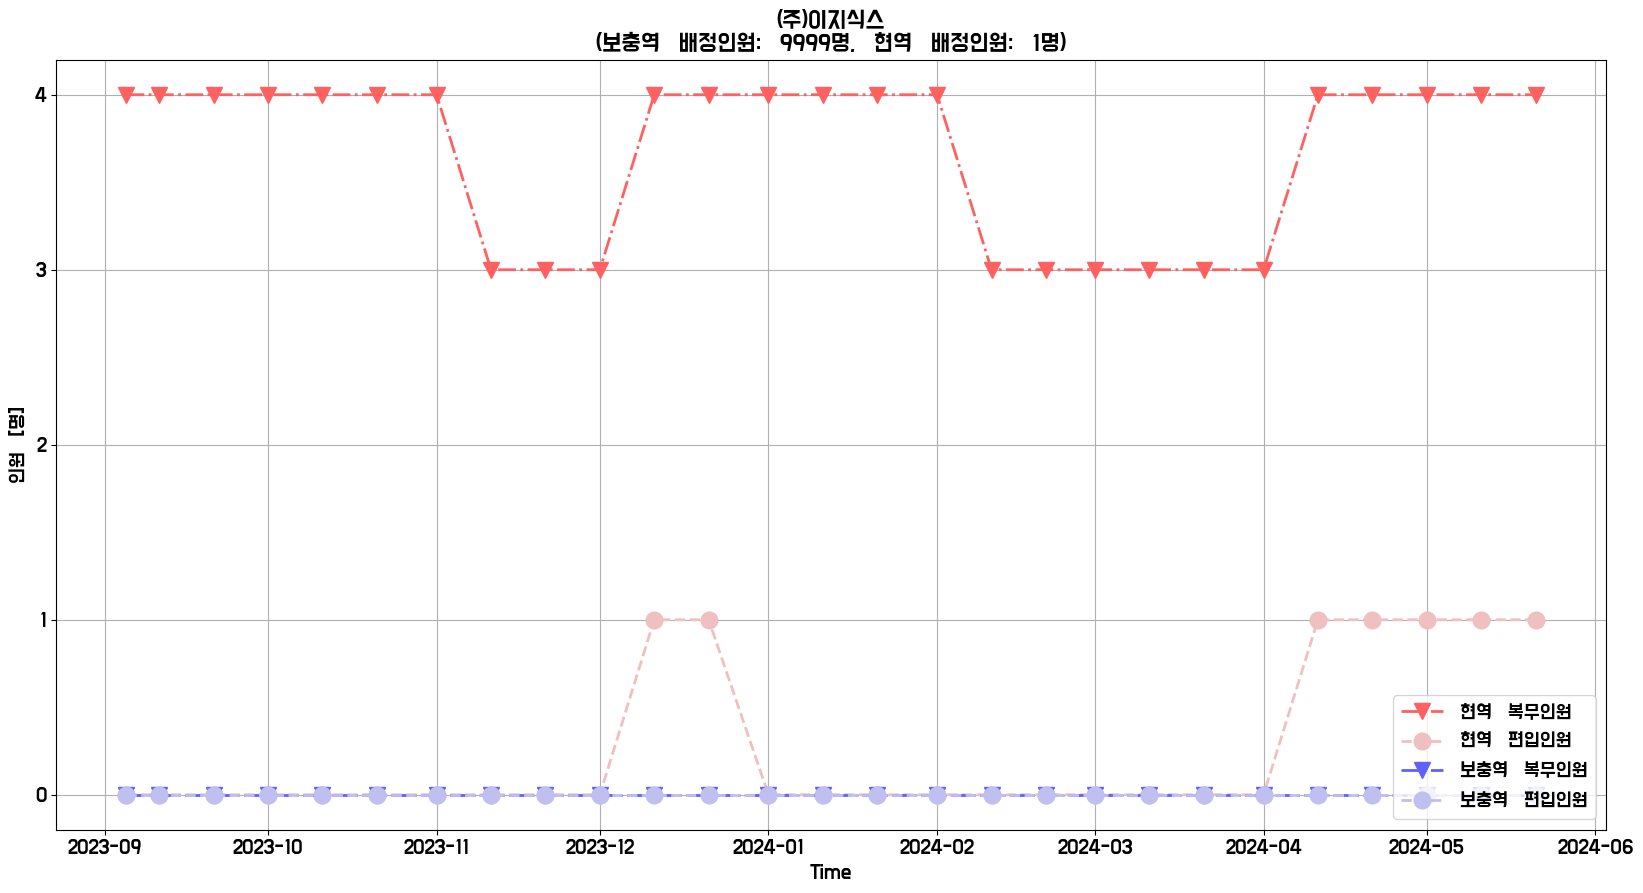 (주)이지식스
(보충역 배정인원: 9999명, 현역 배정인원: 1명)
4
3
2
1
0
인원 [명]
현역 복무인원
현역 편입인원
보충역 복무인원
보충역 편입인원
2023-09 2023-10 2023-11 2023-12 2024-01 2024-02 2024-03 2024-04 2024-05 2024-06
Time